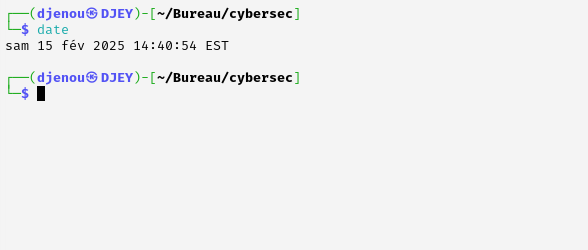 ┌──(djenou㉿DJEY)-[~/Bureau/cybersec]
└─$ date
sam 15 fév 2025 14:40:54 EST
┌──(djenou㉿DJEY)-[~/Bureau/cybersec]
└─$